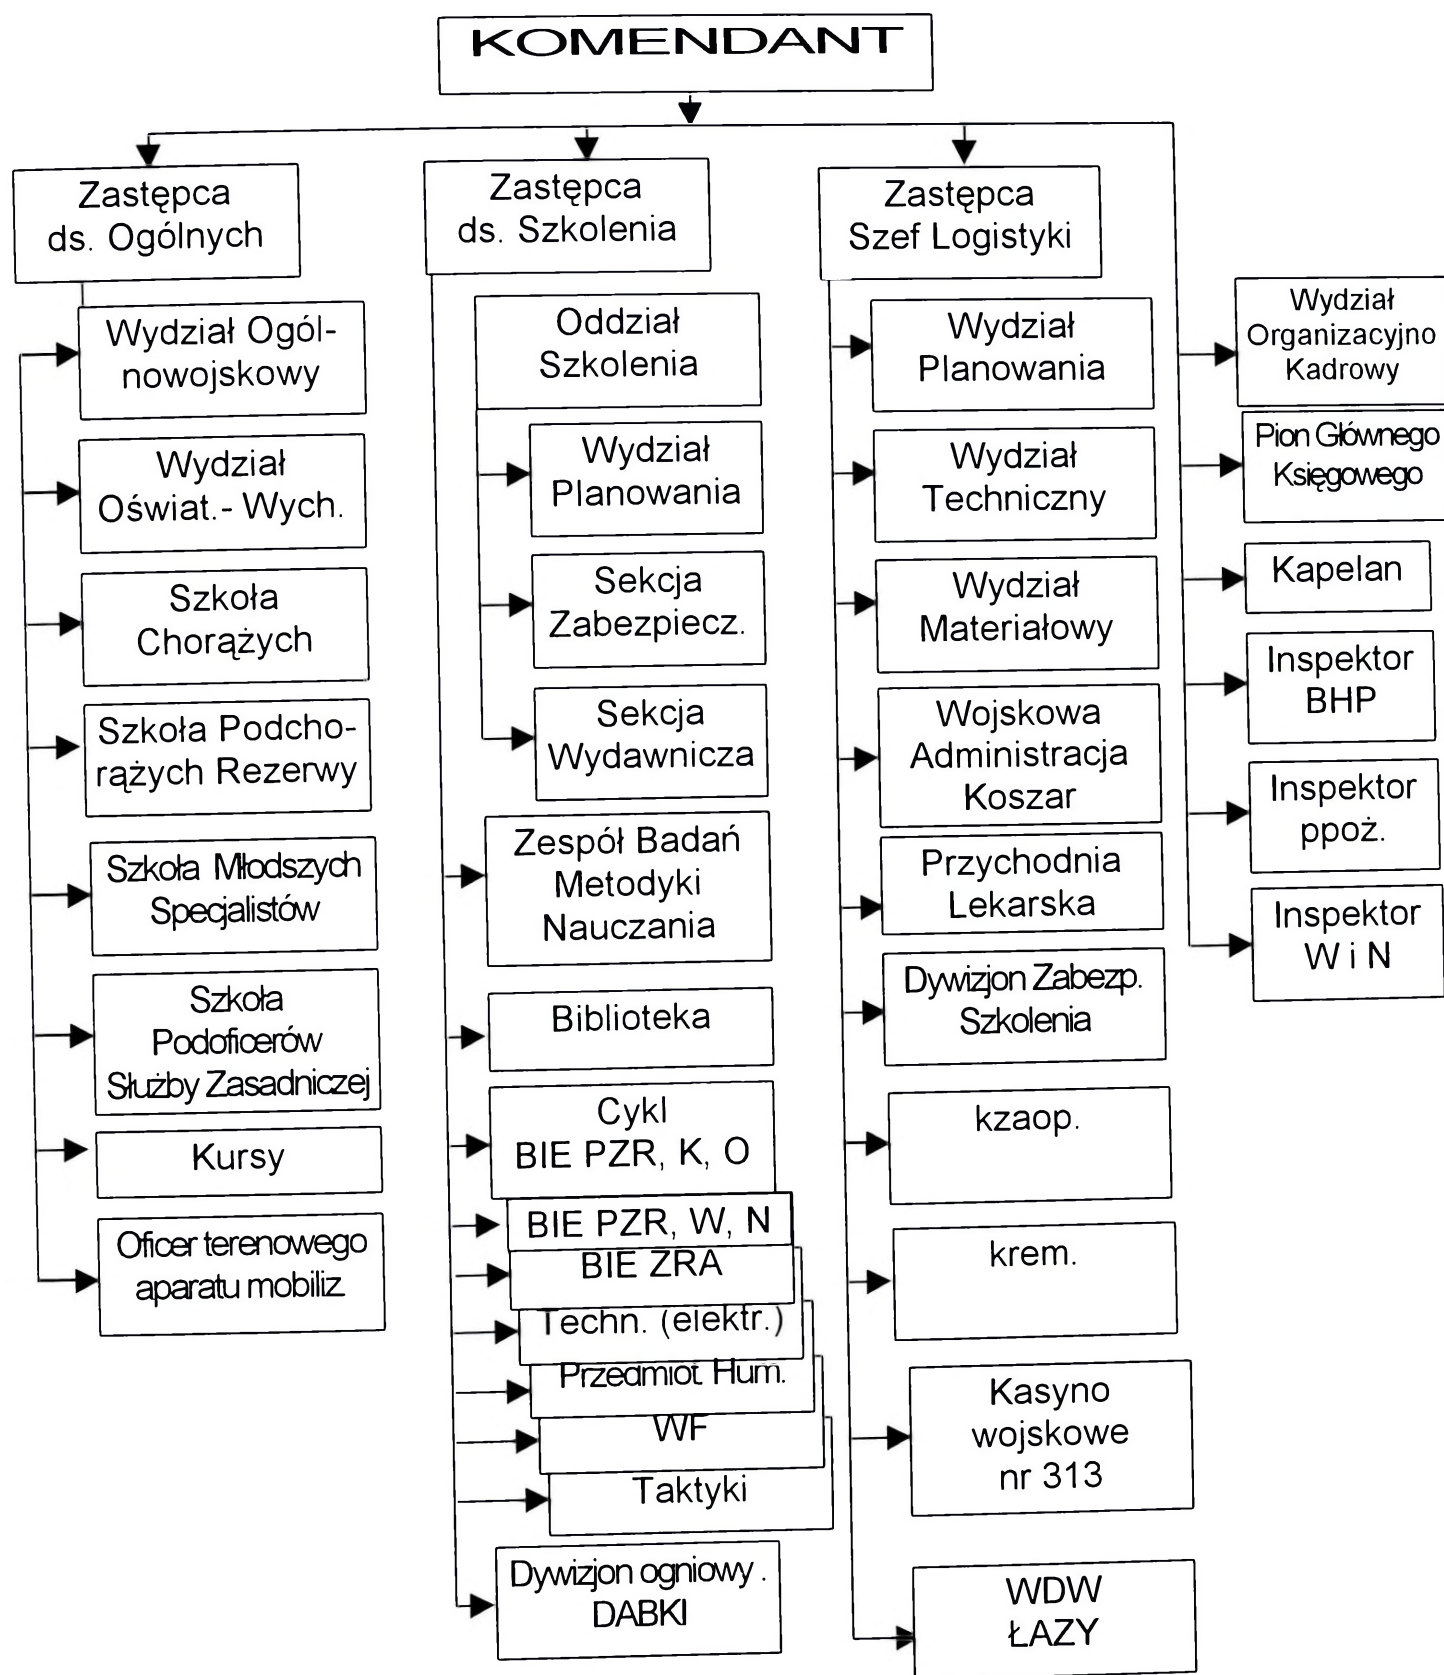 KOMENDANT
Zastępca
ds. Ogólnych
Wydział Ogól-
nowojskowy
Wydział
Oświat.- Wych.
Szkoła
Chorążych
Szkoła Podcho-
rążych Rezerwy
Szkoła Młodszych
Specjalistów
Szkoła
Podoficerów
Służby Zasadniczej
Kursy
Oficer terenowego
aparatu mobiliz.
Zastępca
ds. Szkolenia
Oddział
Szkolenia
Wydział
Planowania
Sekcja
Zabezpiecz.
Sekcja
Wydawnicza
Zespół Badań
Metodyki
Nauczania
Biblioteka
Cykl
BIE PZR, K, O
BIE PZR, W, N
BIE ZRA
Techn. (elektr.)
Przedmiot Hum.
WF
Taktyki
Dywizjon ogniowy .
DABKI
Zastępca
Szef Logistyki
Wydział
Planowania
Wydział
Techniczny
Wydział
Materiałowy
Wojskowa
Administracja
Koszar
Przychodnia
Lekarska
Dywizjon Zabezp.
Szkolenia
kzaop.
krem.
Kasyno
wojskowe
nr 313
WDW
ŁAZY
Wydział
Organizacyjno
Kadrowy
Pion Głównego
Księgowego
Kapelan
Inspektor
BHP
Inspektor
ppoż.
Inspektor
W i N